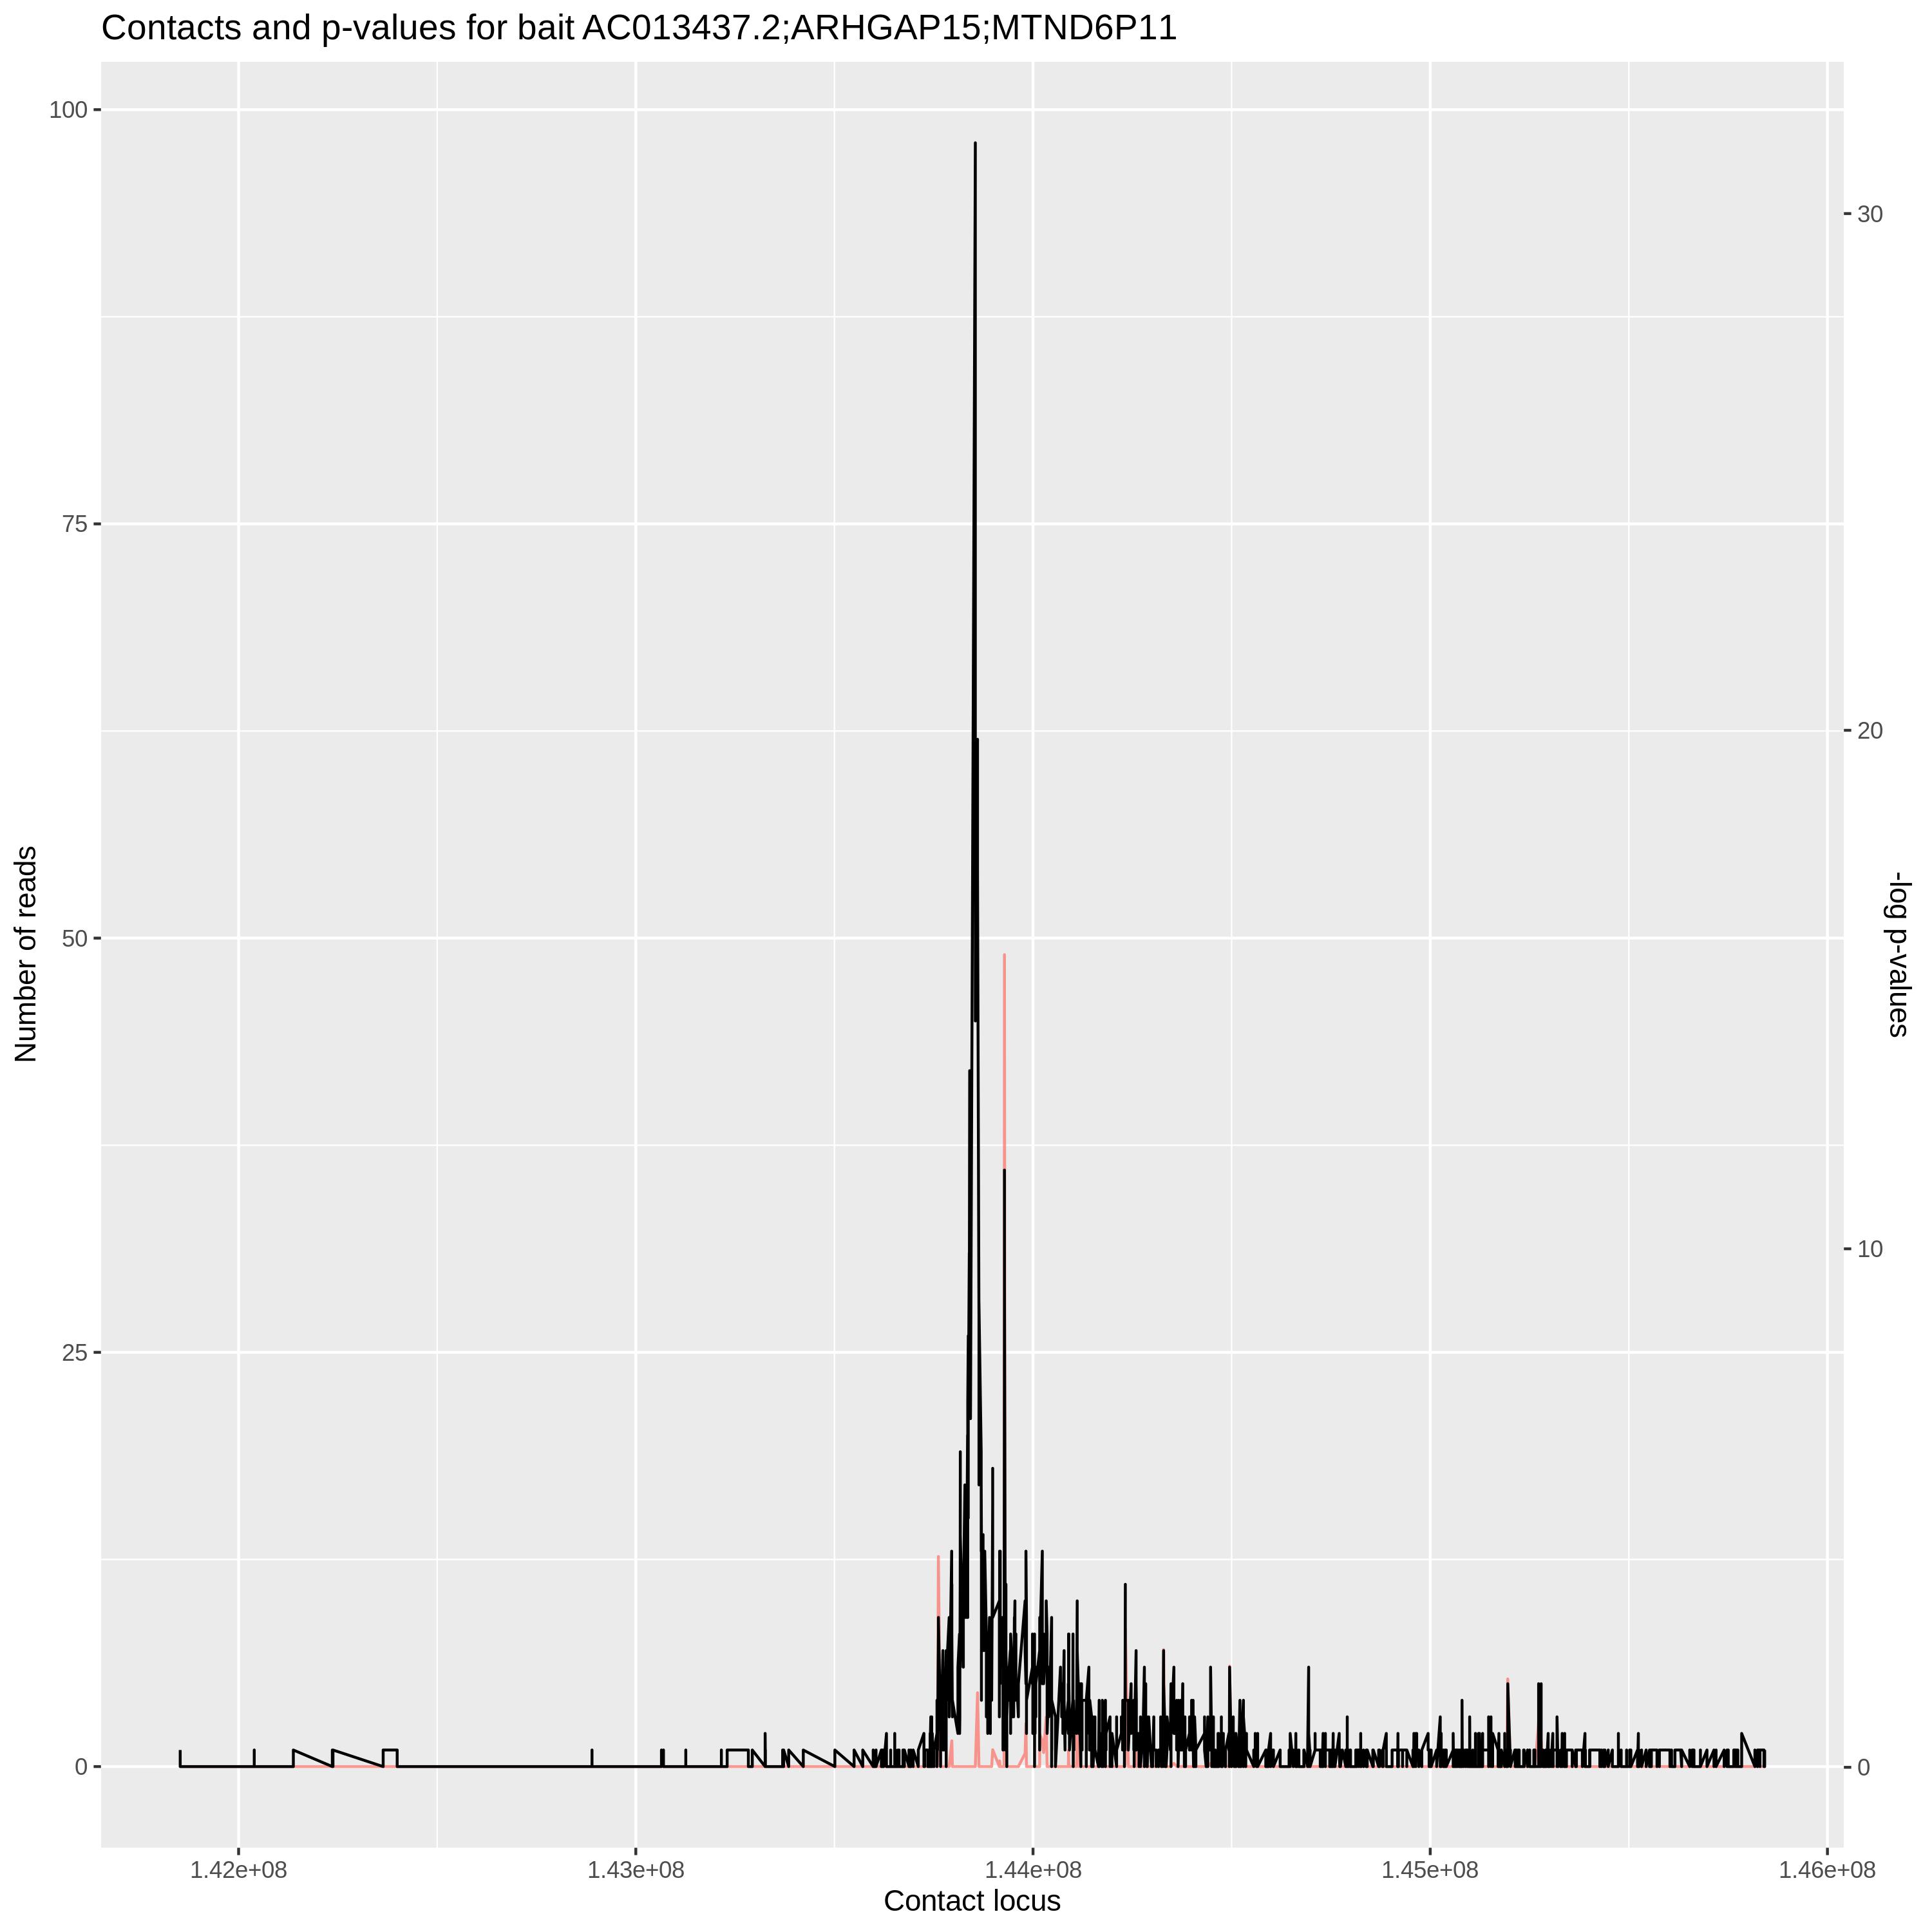 Contacts and p-values for bait AC013437.2;ARHGAP15;MTND6P11
100
75
50
25
0
Number of reads
30
20
10
0
-log p-values
1.42e+08
1.43e+08
1.44e+08
1.45e+08
1.46e+08
Contact locus